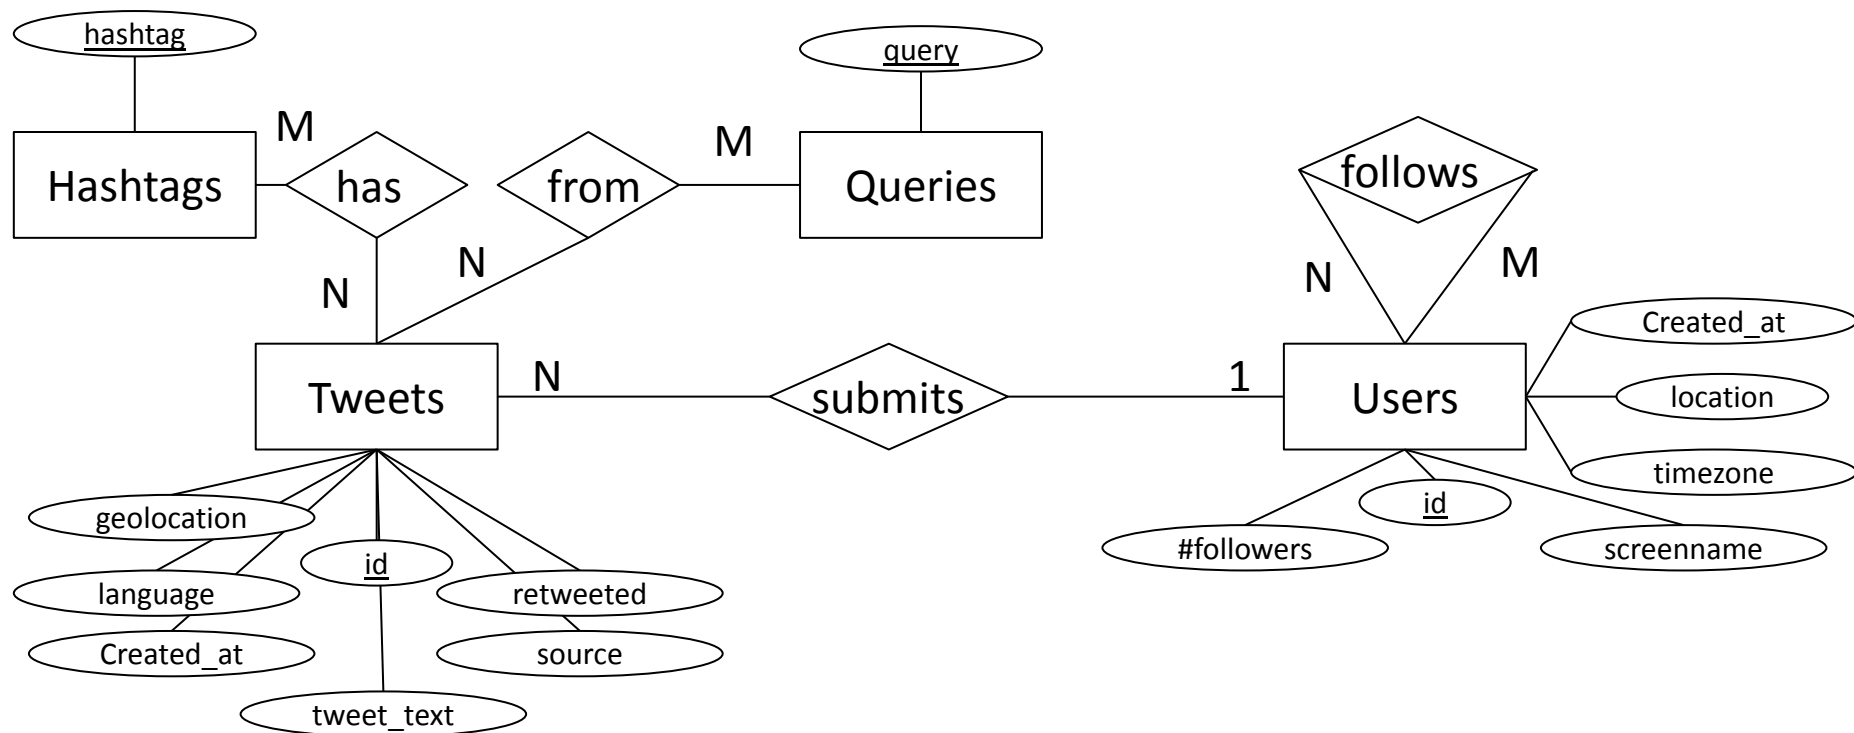 hashtag
query
M
M
Hashtags
has
from
Queries
follows
N
N
N
M
Created_at
Tweets
N
submits
1
Users
location
timezone
geolocation
id
#followers
screenname
id
language
retweeted
Created_at
source
tweet_text